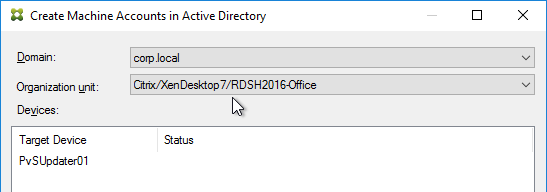 Create Machine Accounts in Active Directory
Domain: corp.local
Organization unit: Citrix/XenDesktop7/RDSH2016-Office
Devices:
Target Device Status
PvSUpdater01